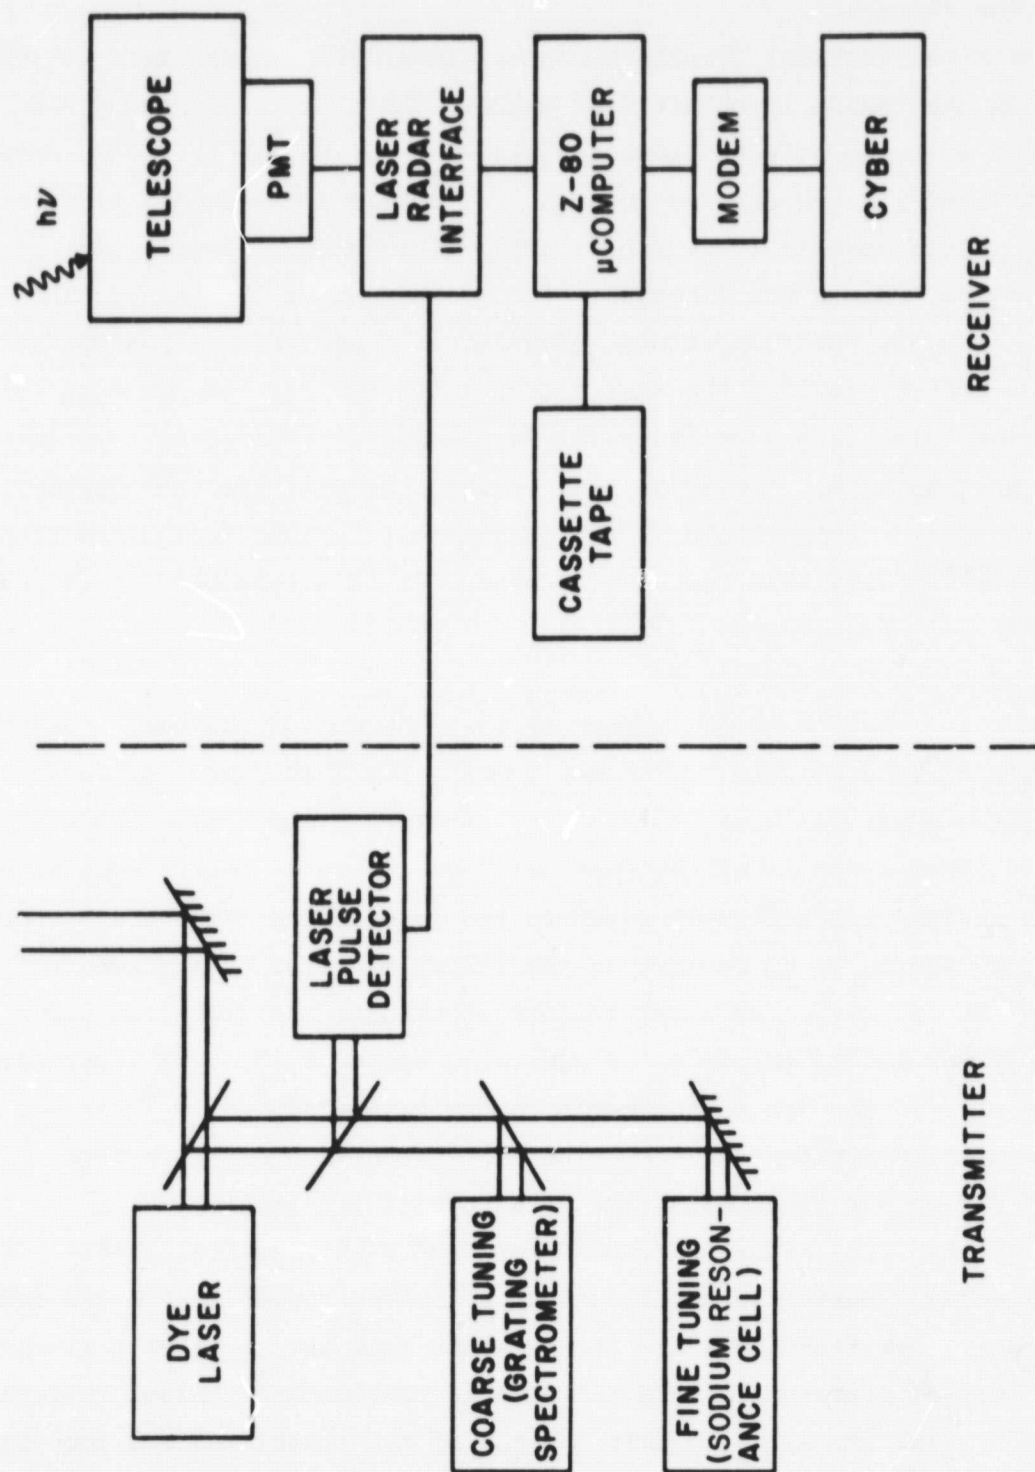 DYE
LASER
COARSE TUNING
(GRATING
SPECTROMETER)
FINE TUNING
(SODIUM RESON-
ANCE CELL)
LASER
PULSE
DETECTOR
TRANSMITTER
hν
TELESCOPE
PMT
LASER
RADAR
INTERFACE
CASSETTE
TAPE
Z-80
μCOMPUTER
MODEM
CYBER
RECEIVER